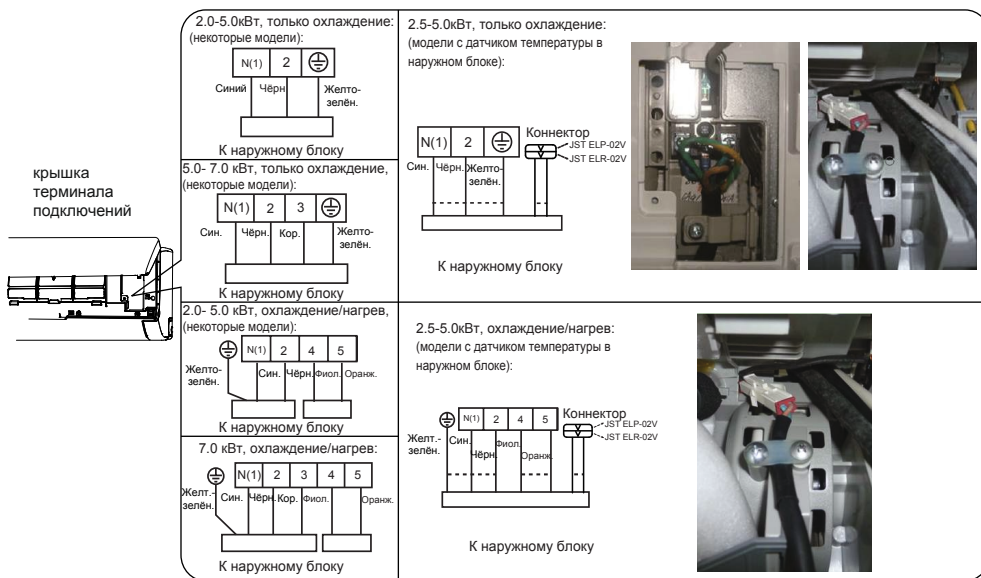 крышка
терминала
подключений
2.0-5.0кВт, только охлаждение:
(некоторые модели):
N(1) 2
Синий Чёрн Желто-
зелён.
К наружному блоку
5.0- 7.0 кВт, только охлаждение,
(некоторые модели):
N(1) 2 3
Син. Чёрн. Кор. Желто-
зелён.
К наружному блоку
2.0- 5.0 кВт, охлаждение/нагрев,
(некоторые модели):
N(1) 2 4 5
Желто-
зелён.
Син. Чёрн. Фиол. Оранж.
К наружному блоку
7.0 кВт, охлаждение/нагрев:
N(1) 2 3 4 5
Желт.-
зелён.
Син. Чёрн. Кор. Фиол. Оранж.
К наружному блоку
2.5-5.0кВт, только охлаждение:
(модели с датчиком температуры в
наружном блоке):
N(1) 2
Коннектор
JST ELP-02V
JST ELR-02V
Син. Чёрн. Желто-
зелён.
К наружному блоку
2.5-5.0кВт, охлаждение/нагрев:
(модели с датчиком температуры в
наружном блоке):
N(1) 2 4 5
Коннектор
JST ELP-02V
JST ELR-02V
Желт.-
зелён.
Син.
Чёрн.
Фиол.
Оранж.
К наружному блоку